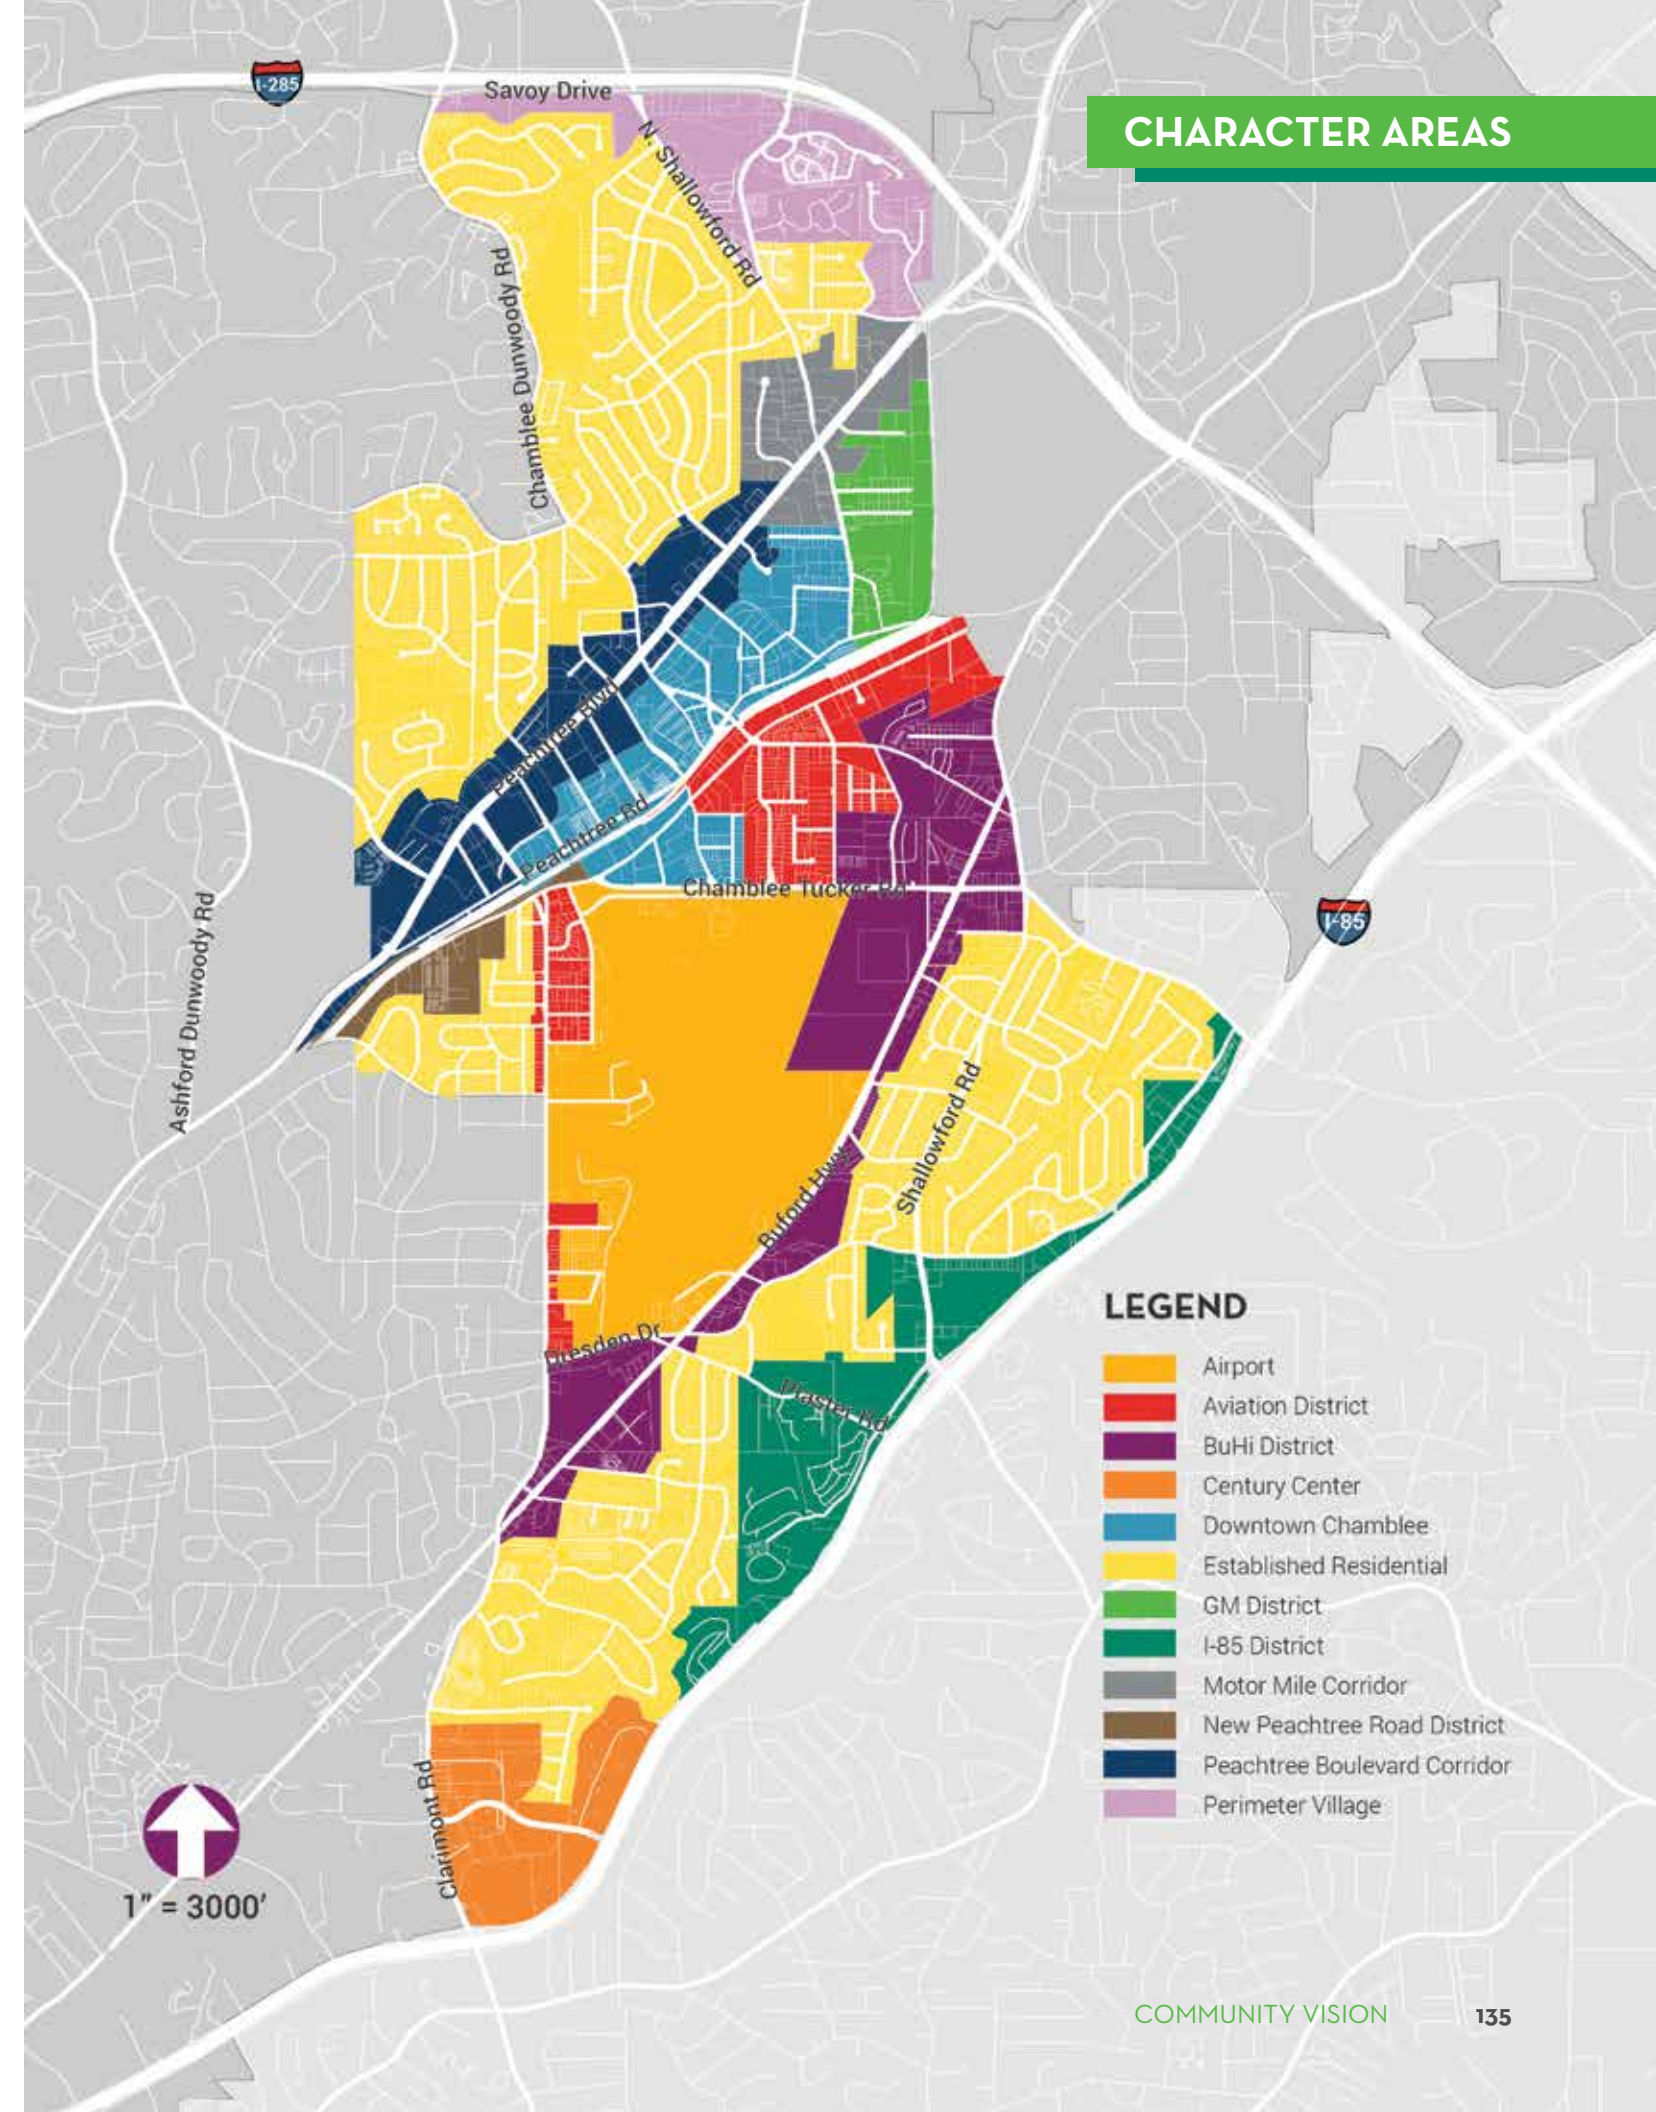 I-285
Savoy Drive
CHARACTER AREAS
N. Shallowford Rd
Chamblee Dunwoody Rd
Peachtree Blvd
Peachtree Rd
Chamblee Tucker Rd
I-85
Ashford Dunwoody Rd
Shallowford Rd
Buford Hwy
Dresden Dr
Plaster Rd
LEGEND
Airport
Aviation District
BuHi District
Century Center
Downtown Chamblee
Established Residential
GM District
I-85 District
Motor Mile Corridor
New Peachtree Road District
Peachtree Boulevard Corridor
Perimeter Village
Clarimont Rd
1" = 3000'
COMMUNITY VISION 135